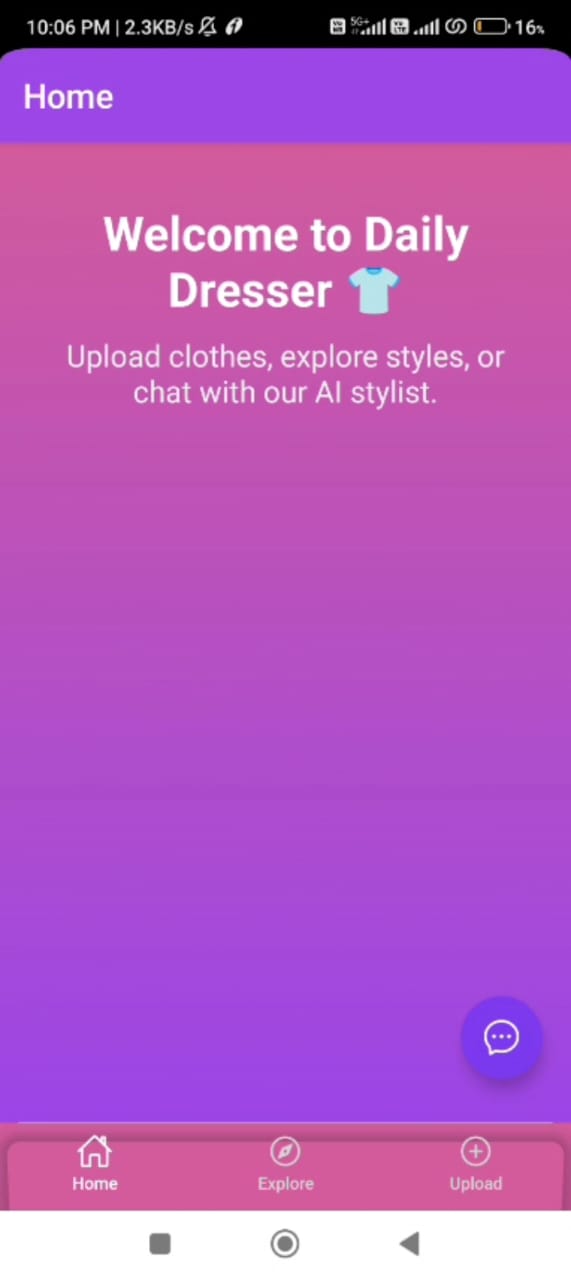 10:06 PM | 2.3KB/s 5G+ 16%
Home
Welcome to Daily
Dresser 👕
Upload clothes, explore styles, or
chat with our AI stylist.
Home Explore Upload